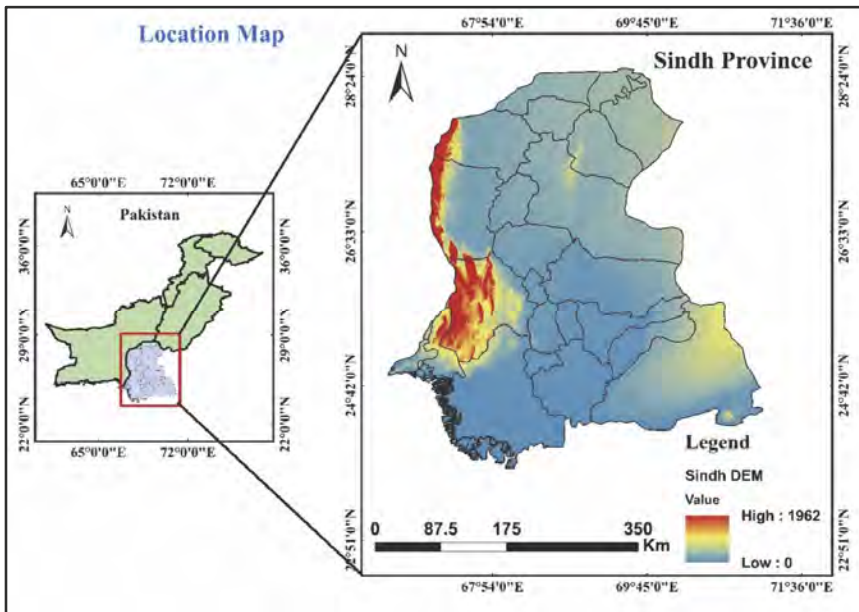 Location Map
N
Pakistan
65°0'0"E
72°0'0"E
36°0'0"N
29°0'0"N
22°0'0"N
36°0'0"N
29°0'0"N
22°0'0"N
65°0'0"E
72°0'0"E
67°54'0"E
69°45'0"E
71°36'0"E
N
Sindh Province
28°24'0"N
26°33'0"N
24°42'0"N
22°51'0"N
28°24'0"N
26°33'0"N
24°42'0"N
22°51'0"N
Legend
Sindh DEM
Value
High : 1962
Low : 0
0
87.5
175
350
Km
67°54'0"E
69°45'0"E
71°36'0"E